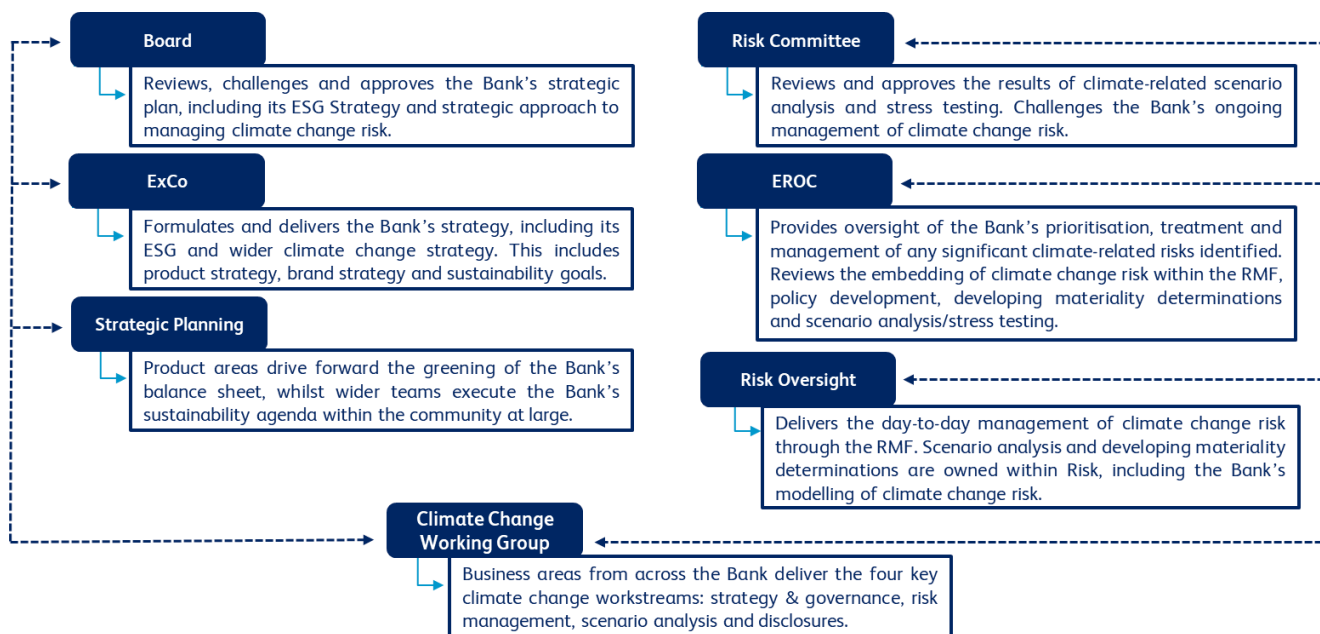 Board
Reviews, challenges and approves the Bank's strategic
plan, including its ESG Strategy and strategic approach to
managing climate change risk.
ExCo
Formulates and delivers the Bank's strategy, including its
ESG and wider climate change strategy. This includes
product strategy, brand strategy and sustainability goals.
Strategic Planning
Product areas drive forward the greening of the Bank's
balance sheet, whilst wider teams execute the Bank's
sustainability agenda within the community at large.
Risk Committee
Reviews and approves the results of climate-related scenario
analysis and stress testing. Challenges the Bank's ongoing
management of climate change risk.
EROC
Provides oversight of the Bank's prioritisation, treatment and
management of any significant climate-related risks identified.
Reviews the embedding of climate change risk within the RMF,
policy development, developing materiality determinations
and scenario analysis/stress testing.
Risk Oversight
Delivers the day-to-day management of climate change risk
through the RMF. Scenario analysis and developing materiality
determinations are owned within Risk, including the Bank's
modelling of climate change risk.
Climate Change
Working Group
Business areas from across the Bank deliver the four key
climate change workstreams: strategy & governance, risk
management, scenario analysis and disclosures.